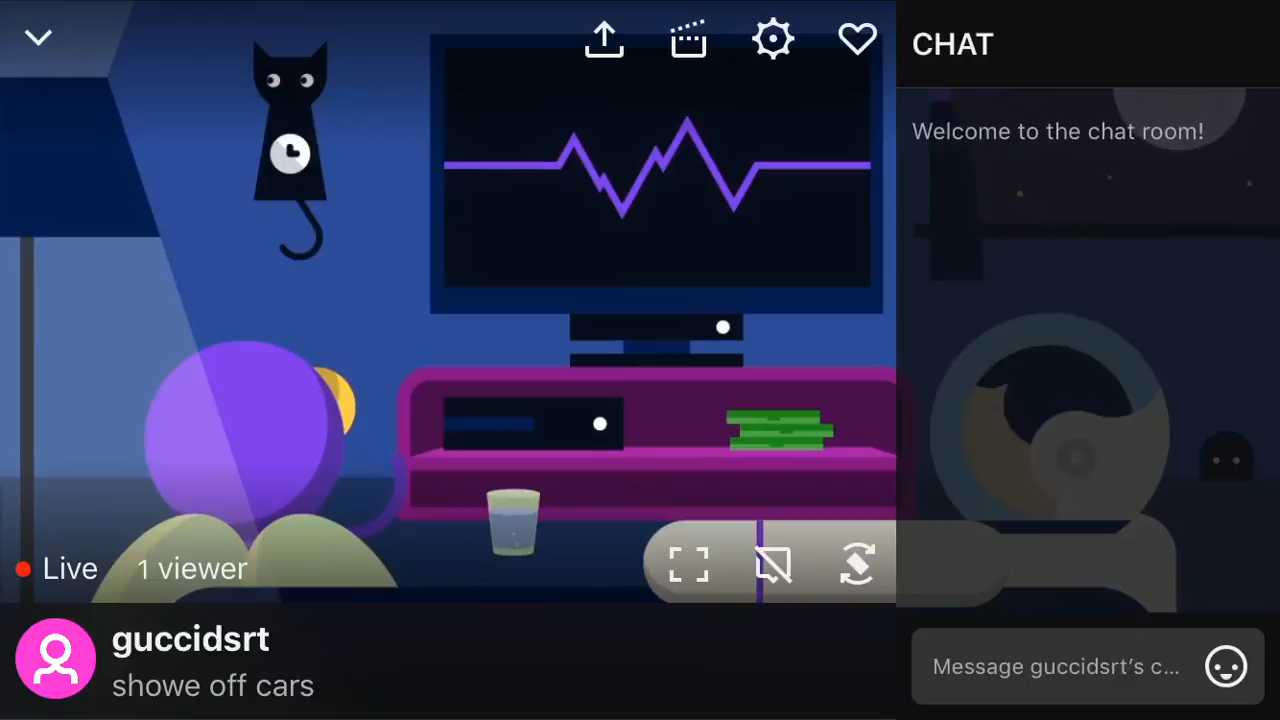 CHAT
Welcome to the chat room!
Live 1 viewer
guccidsrt
showe off cars
Message guccidsrt’s c...